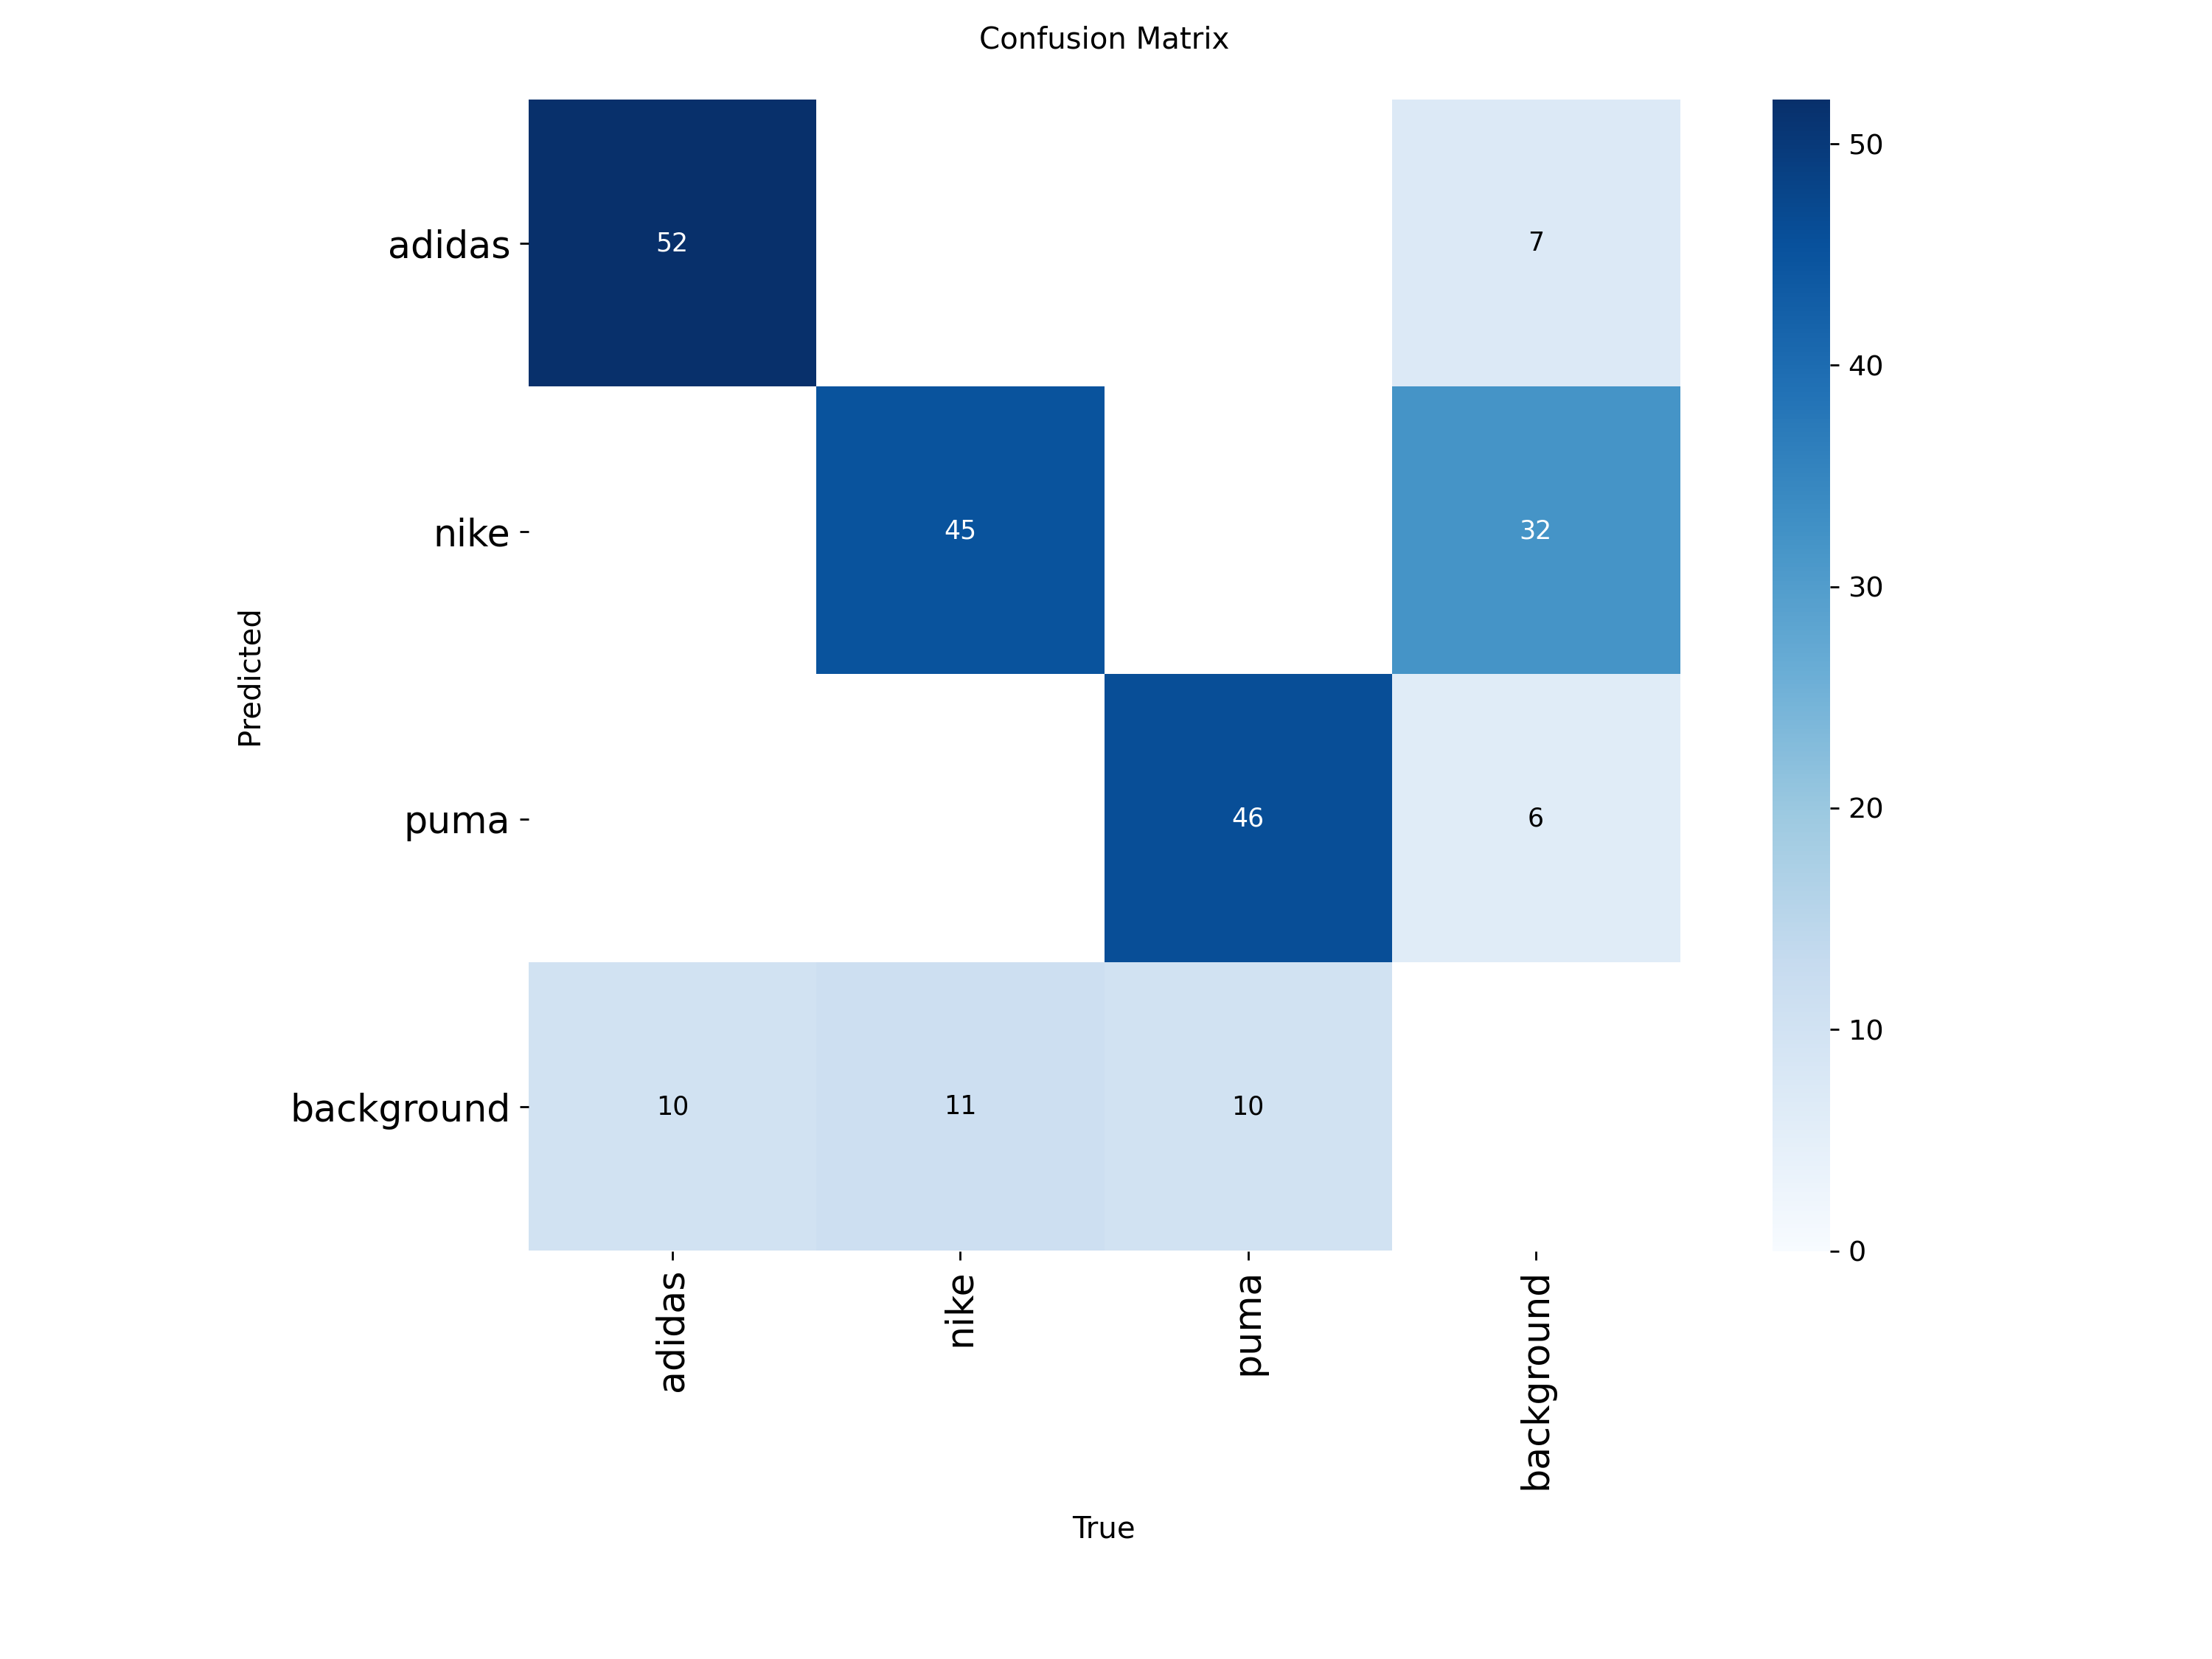 Confusion Matrix
adidas
52
7
50
40
nike
45
32
30
Predicted
puma
46
6
20
background
10
11
10
10
0
adidas
nike
puma
background
True